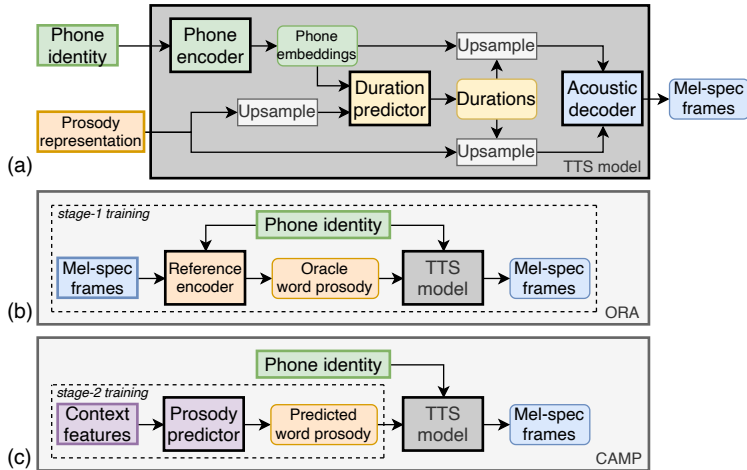 Phone
identity
Phone
encoder
Phone
embeddings
Upsample
Prosody
representation
Upsample
Duration
predictor
Durations
Acoustic
decoder
Mel-spec
frames
Upsample
TTS model
(a)
stage-1 training
Phone identity
Mel-spec
frames
Reference
encoder
Oracle
word prosody
TTS
model
Mel-spec
frames
(b)
ORA
Phone identity
stage-2 training
Context
features
Prosody
predictor
Predicted
word prosody
TTS
model
Mel-spec
frames
(c)
CAMP